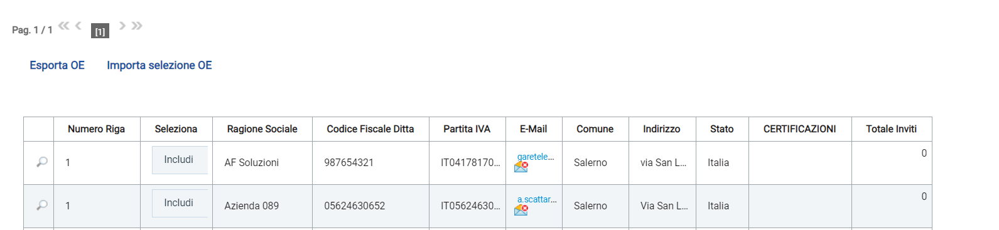 Pag. 1 / 1 [1]
Esporta OE Importa selezione OE
Numero Riga Seleziona Ragione Sociale Codice Fiscale Ditta Partita IVA E-Mail Comune Indirizzo Stato CERTIFICAZIONI Totale Inviti
1 Includi AF Soluzioni 987654321 IT04178170... garetele... Salerno via San L... Italia 0
1 Includi Azienda 089 05624630652 IT05624630... a.scattar... Salerno Via San L... Italia 0